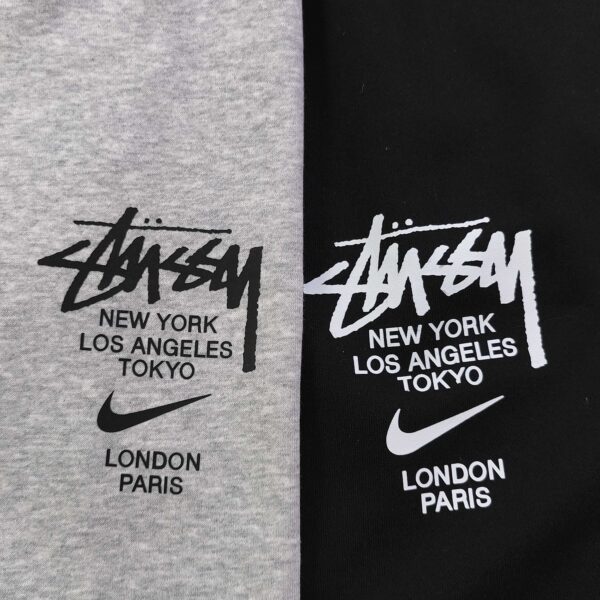 STÜSSY
NEW YORK
LOS ANGELES
TOKYO
LONDON
PARIS
STÜSSY
NEW YORK
LOS ANGELES
TOKYO
LONDON
PARIS